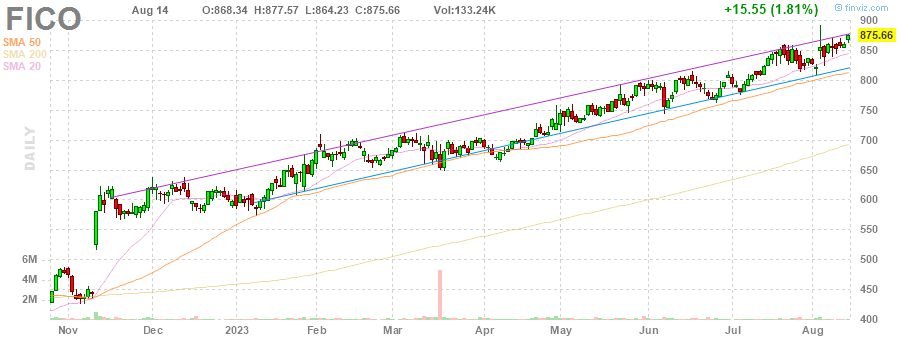 FICO Aug 14 O:868.34 H:877.57 L:864.23 C:875.66 Vol:133.24K +15.55 (1.81%) @ finviz.com
SMA 50
SMA 200
SMA 20
DAILY
900
875.66
850
800
750
700
650
600
550
500
450
400
6M
4M
2M
Nov Dec 2023 Feb Mar Apr May Jun Jul Aug